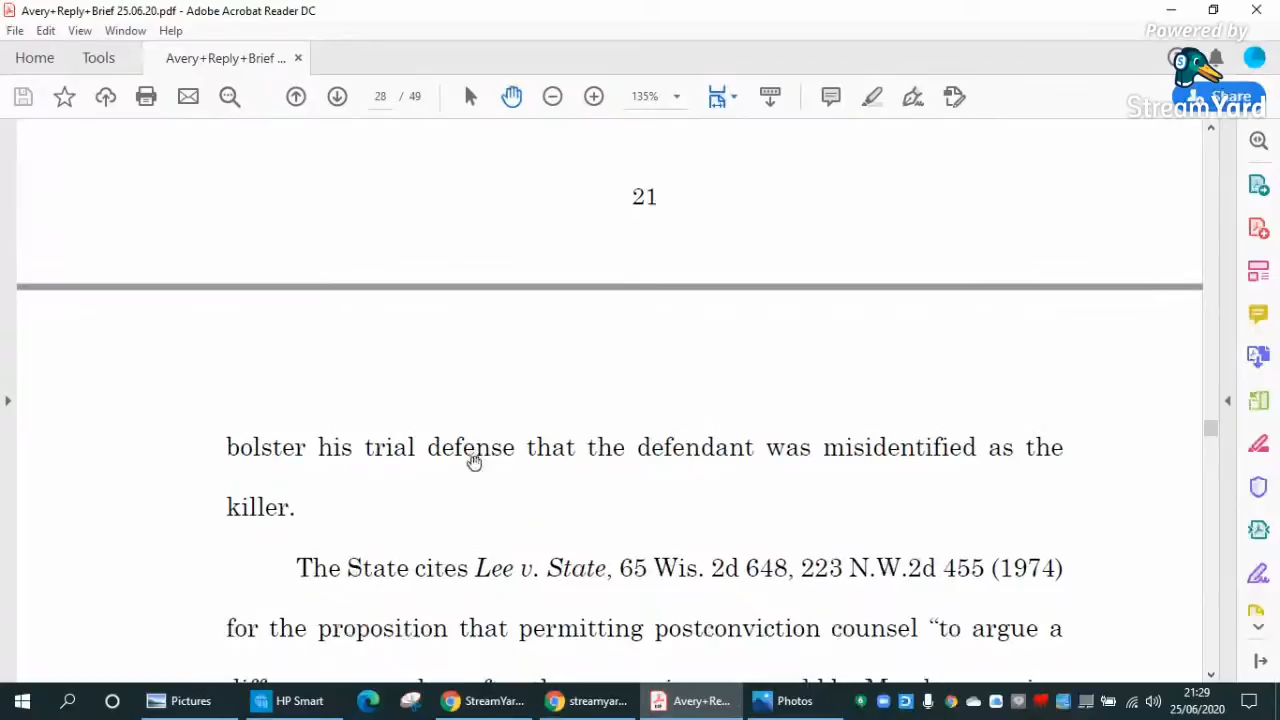 Avery+Reply+Brief 25.06.20.pdf - Adobe Acrobat Reader DC
File Edit View Window Help
Powered by
Home Tools Avery+Reply+Brief ... ×
28 / 49 135% Share
StreamYard
21
bolster his trial defense that the defendant was misidentified as the
killer.
The State cites Lee v. State, 65 Wis. 2d 648, 223 N.W.2d 455 (1974)
for the proposition that permitting postconviction counsel “to argue a
Pictures HP Smart StreamYar... streamyar... Avery+Re... Photos
21:29
25/06/2020